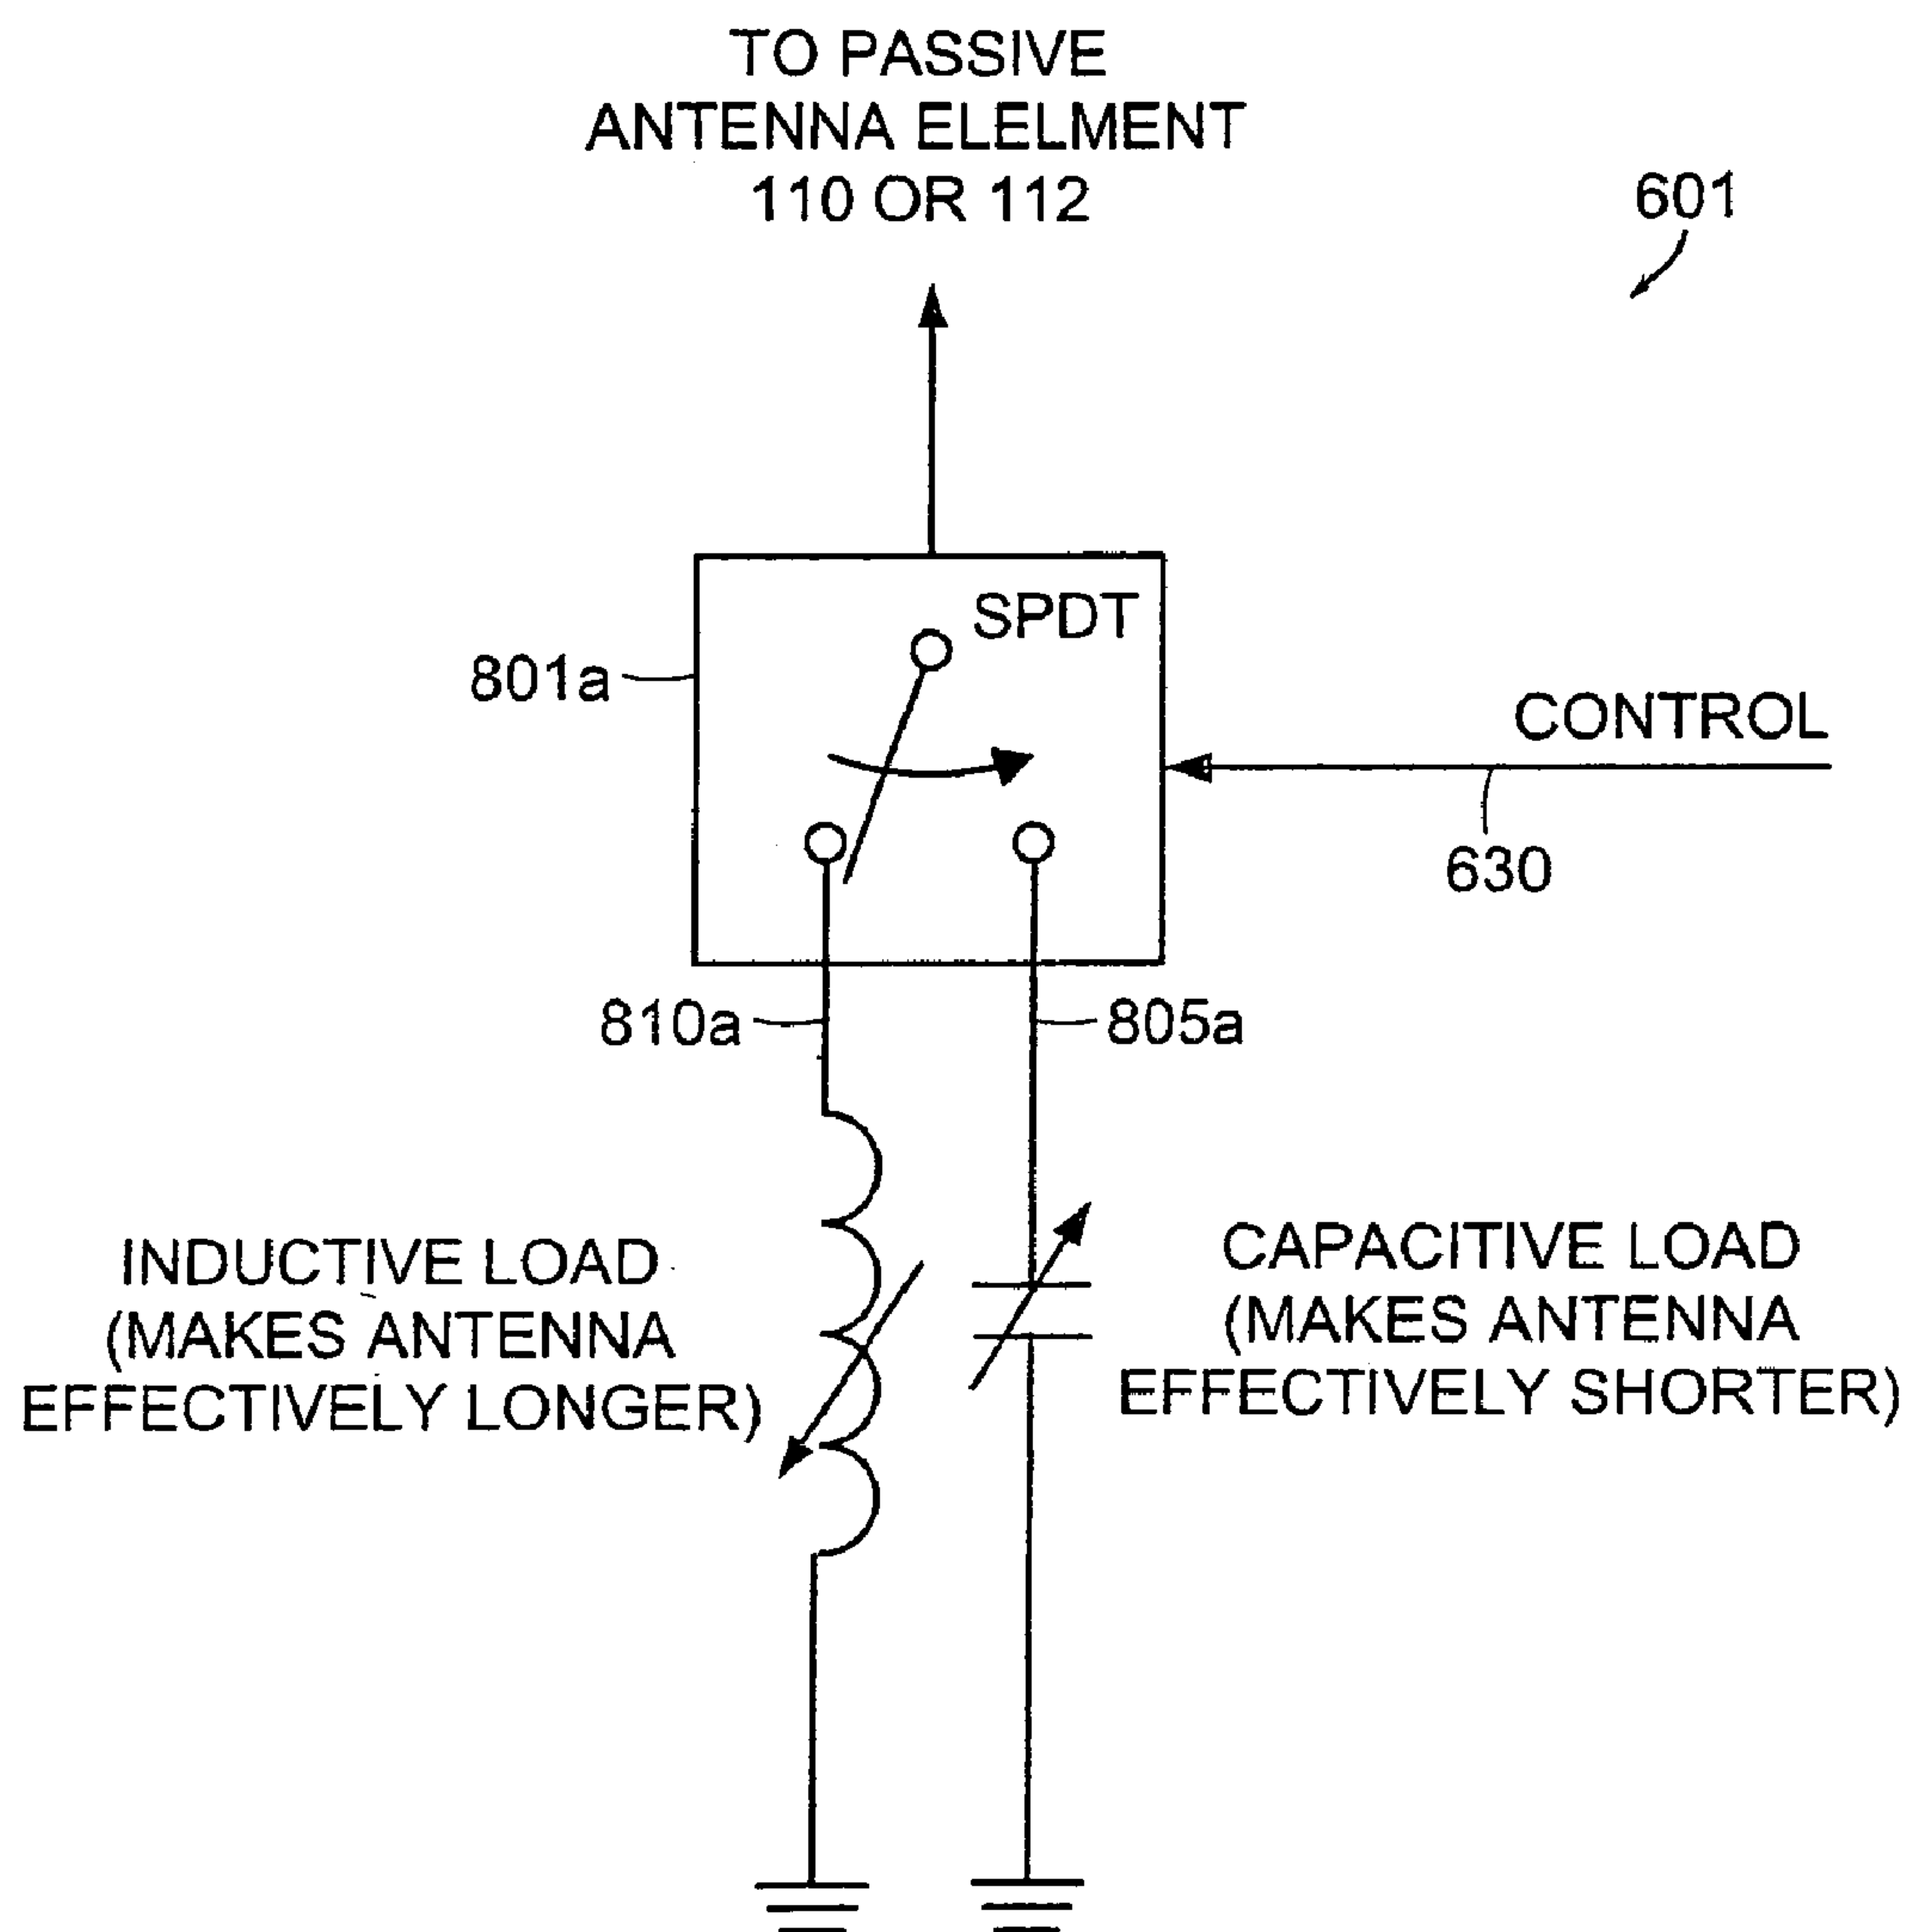 TO PASSIVE
ANTENNA ELELMENT
110 OR 112
601
SPDT
801a
CONTROL
630
810a
805a
INDUCTIVE LOAD
(MAKES ANTENNA
EFFECTIVELY LONGER)
CAPACITIVE LOAD
(MAKES ANTENNA
EFFECTIVELY SHORTER)